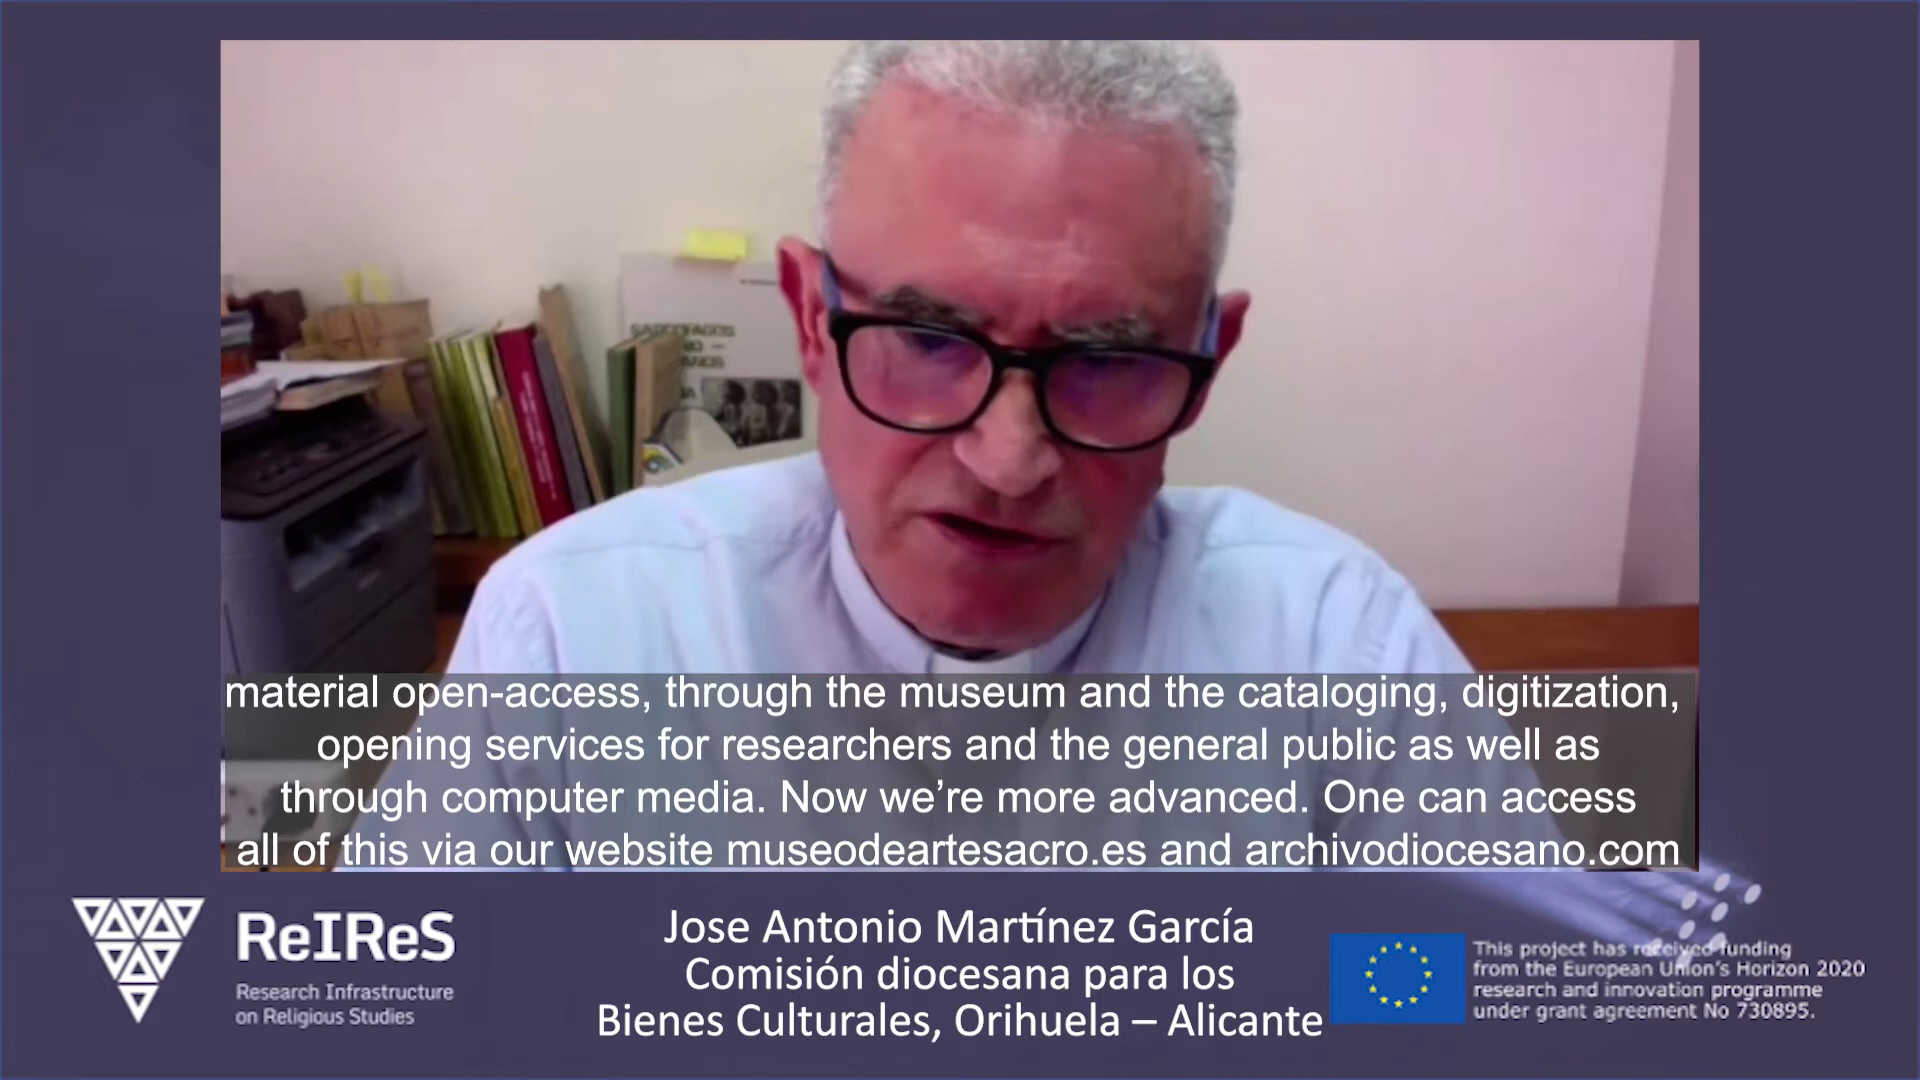 SARCOFAGOS
material open-access, through the museum and the cataloging, digitization,
opening services for researchers and the general public as well as
through computer media. Now we’re more advanced. One can access
all of this via our website museodeartesacro.es and archivodiocesano.com
ReIReS
Research Infrastructure
on Religious Studies
Jose Antonio Martínez García
Comisión diocesana para los
Bienes Culturales, Orihuela – Alicante
This project has received funding
from the European Union's Horizon 2020
research and innovation programme
under grant agreement No 730895.